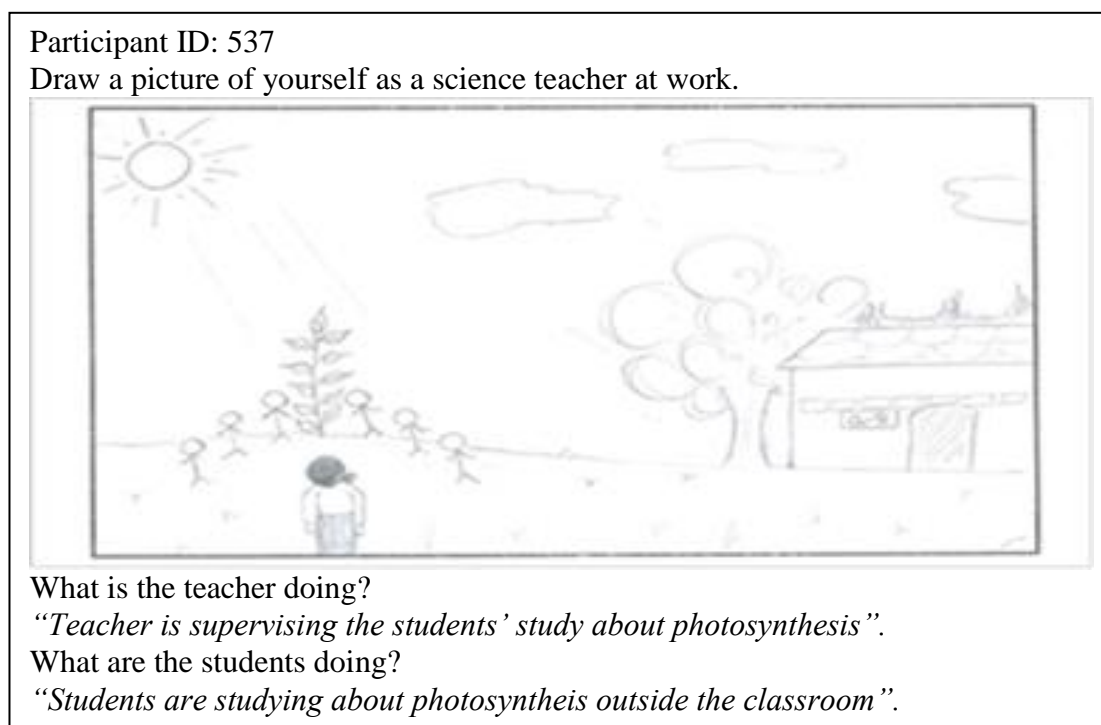 Participant ID: 537
Draw a picture of yourself as a science teacher at work.
What is the teacher doing?
“Teacher is supervising the students’ study about photosynthesis”.
What are the students doing?
“Students are studying about photosyntheis outside the classroom”.